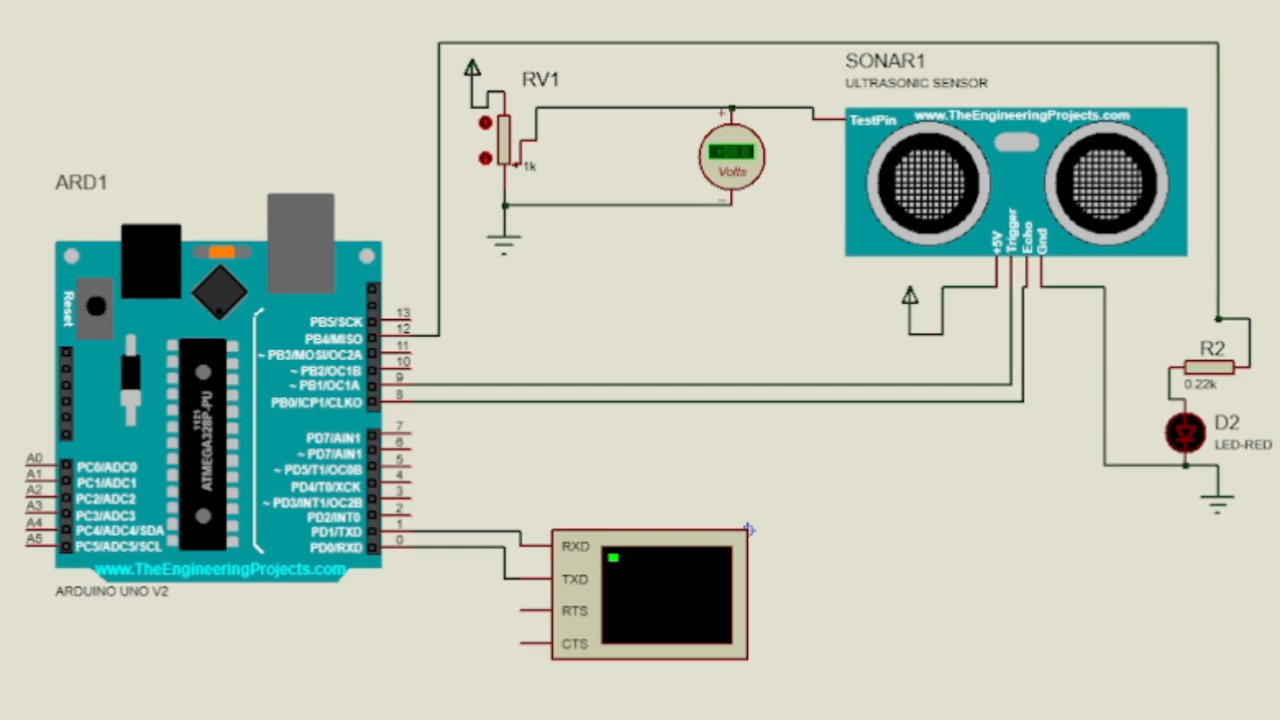 ARD1
Reset
ATMEGA328P-PU
1121
PB5/SCK
PB4/MISO
~ PB3/MOSI/OC2A
~ PB2/OC1B
~ PB1/OC1A
PB0/ICP1/CLKO
13
12
11
10
9
8
PD7/AIN1
~ PD7/AIN1
~ PD5/T1/OC0B
PD4/T0/XCK
~ PD3/INT1/OC2B
PD2/INT0
PD1/TXD
PD0/RXD
7
6
5
4
3
2
1
0
A0
A1
A2
A3
A4
A5
PC0/ADC0
PC1/ADC1
PC2/ADC2
PC3/ADC3
PC4/ADC4/SDA
PC5/ADC5/SCL
www.TheEngineeringProjects.com
ARDUINO UNO V2
RV1
1k
+
Volts
−
SONAR1
ULTRASONIC SENSOR
TestPin
www.TheEngineeringProjects.com
+5V
Trigger
Echo
Gnd
R2
0.22k
D2
LED-RED
RXD
TXD
RTS
CTS